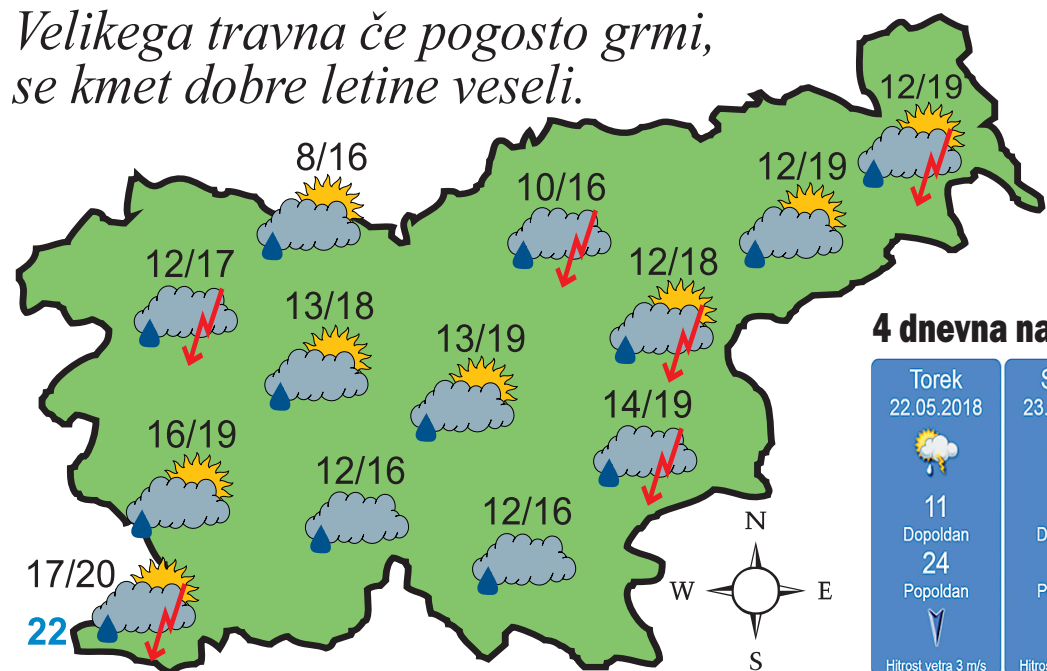 Velikega travna če pogosto grmi,
se kmet dobre letine veseli.
12/19
8/16
12/19
10/16
12/17
12/18
13/18
13/19
14/19
16/19
12/16
12/16
17/20
22
N
W E
S
4 dnevna na
Torek
22.05.2018
11
Dopoldan
24
Popoldan
Hitrost vetra 3 m/s
S
23.
D
P
Hitros